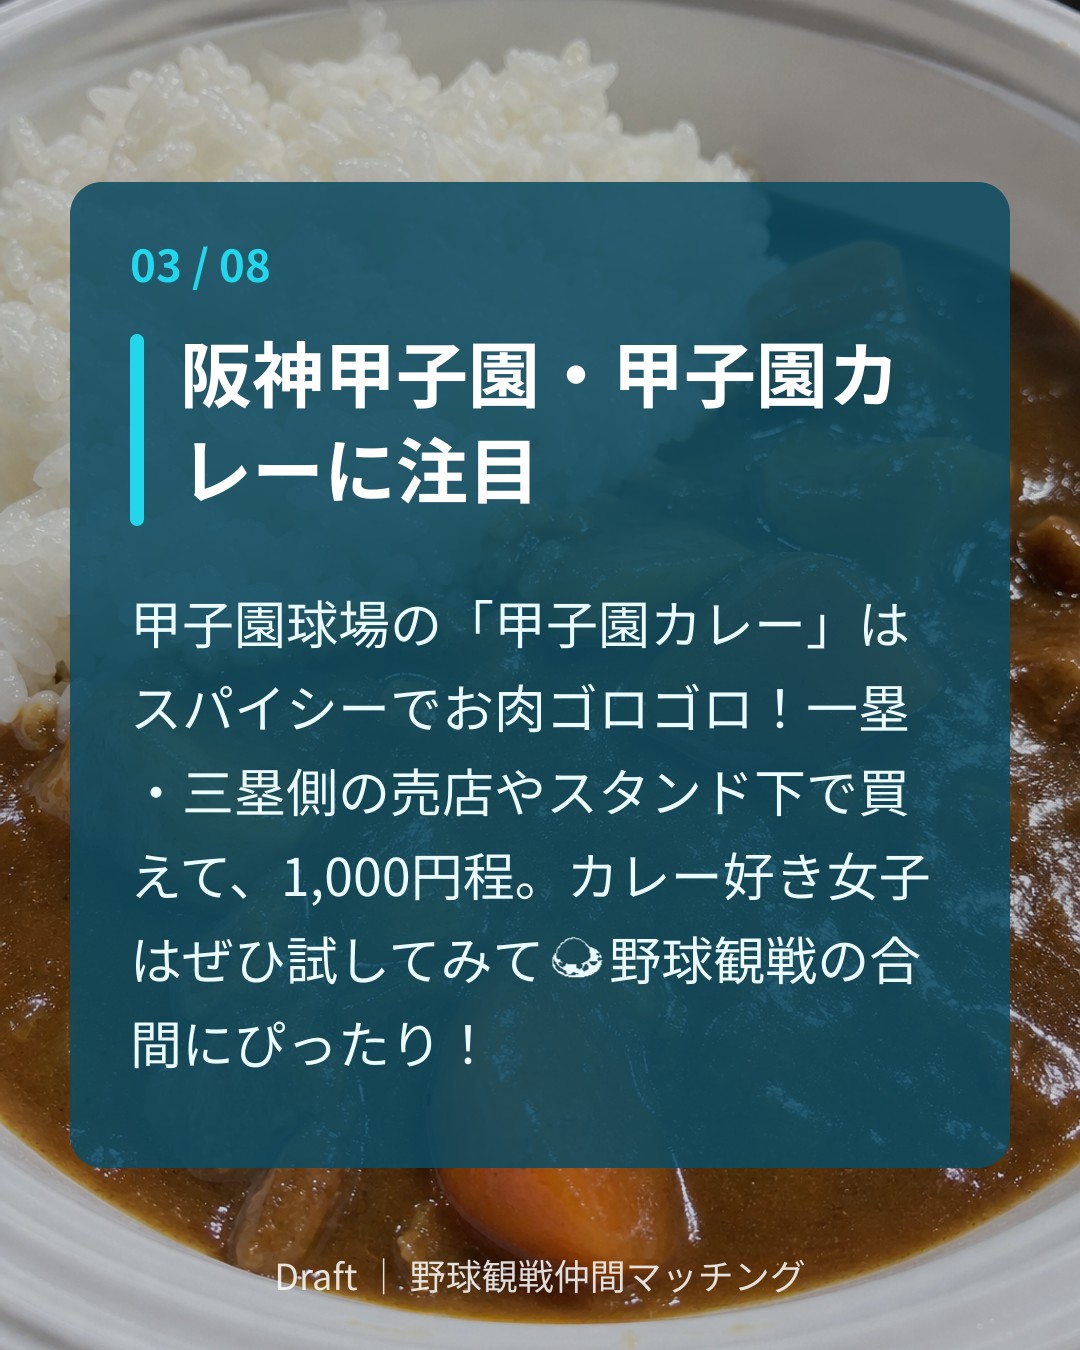 03 / 08
阪神甲子園・甲子園カ
レーに注目
甲子園球場の「甲子園カレー」は
スパイシーでお肉ゴロゴロ！一塁
・三塁側の売店やスタンド下で買
えて、1,000円程。カレー好き女子
はぜひ試してみて🍛野球観戦の合
間にぴったり！
Draft ｜ 野球観戦仲間マッチング